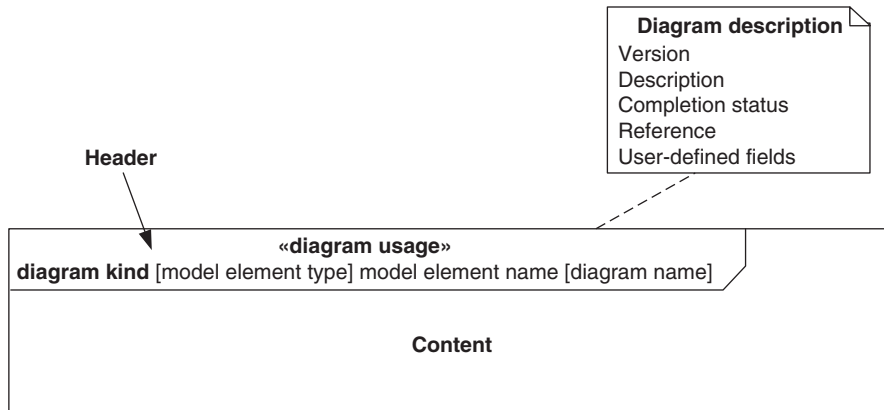 Diagram description
Version
Description
Completion status
Reference
User-defined fields
Header
«diagram usage»
diagram kind [model element type] model element name [diagram name]
Content